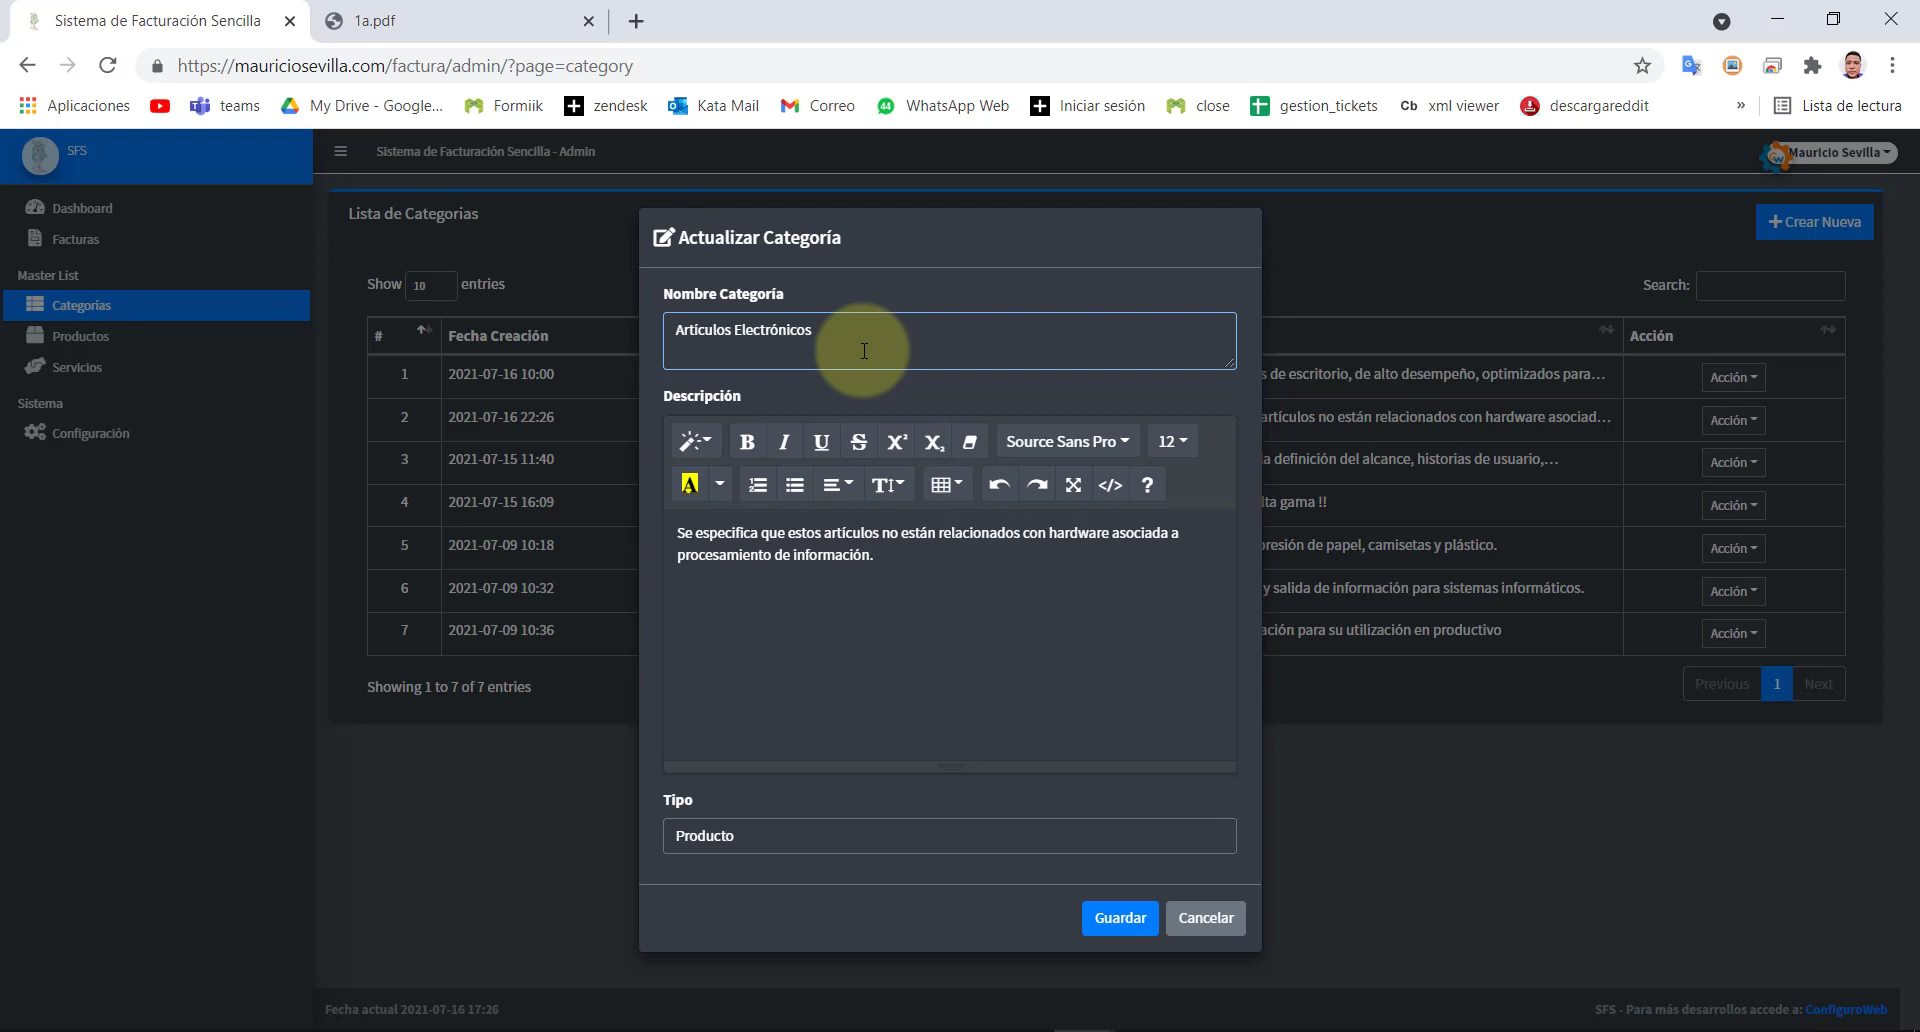 Sistema de Facturación Sencilla
1a.pdf
https://mauriciosevilla.com/factura/admin/?page=category
Aplicaciones
teams
My Drive - Google...
Formiik
zendesk
Kata Mail
Correo
WhatsApp Web
Iniciar sesión
close
gestion_tickets
Cb xml viewer
descargareddit
»
Lista de lectura
SFS
Sistema de Facturación Sencilla - Admin
Mauricio Sevilla
Dashboard
Facturas
Master List
Categorías
Productos
Servicios
Sistema
Configuración
Lista de Categorias
+ Crear Nueva
Show 10 entries
Search:
# Fecha Creación Acción
1 2021-07-16 10:00 s de escritorio, de alto desempeño, optimizados para... Acción
2 2021-07-16 22:26 artículos no están relacionados con hardware asociad... Acción
3 2021-07-15 11:40 la definición del alcance, historias de usuario,... Acción
4 2021-07-15 16:09 lta gama !! Acción
5 2021-07-09 10:18 presión de papel, camisetas y plástico. Acción
6 2021-07-09 10:32 y salida de información para sistemas informáticos. Acción
7 2021-07-09 10:36 ación para su utilización en productivo Acción
Showing 1 to 7 of 7 entries
Previous 1 Next
Actualizar Categoría
Nombre Categoría
Artículos Electrónicos
Descripción
B I U S X² X₂ Source Sans Pro 12
A T </> ?
Se especifica que estos artículos no están relacionados con hardware asociada a
procesamiento de información.
Tipo
Producto
Guardar
Cancelar
Fecha actual 2021-07-16 17:26
SFS - Para más desarrollos accede a: ConfiguroWeb